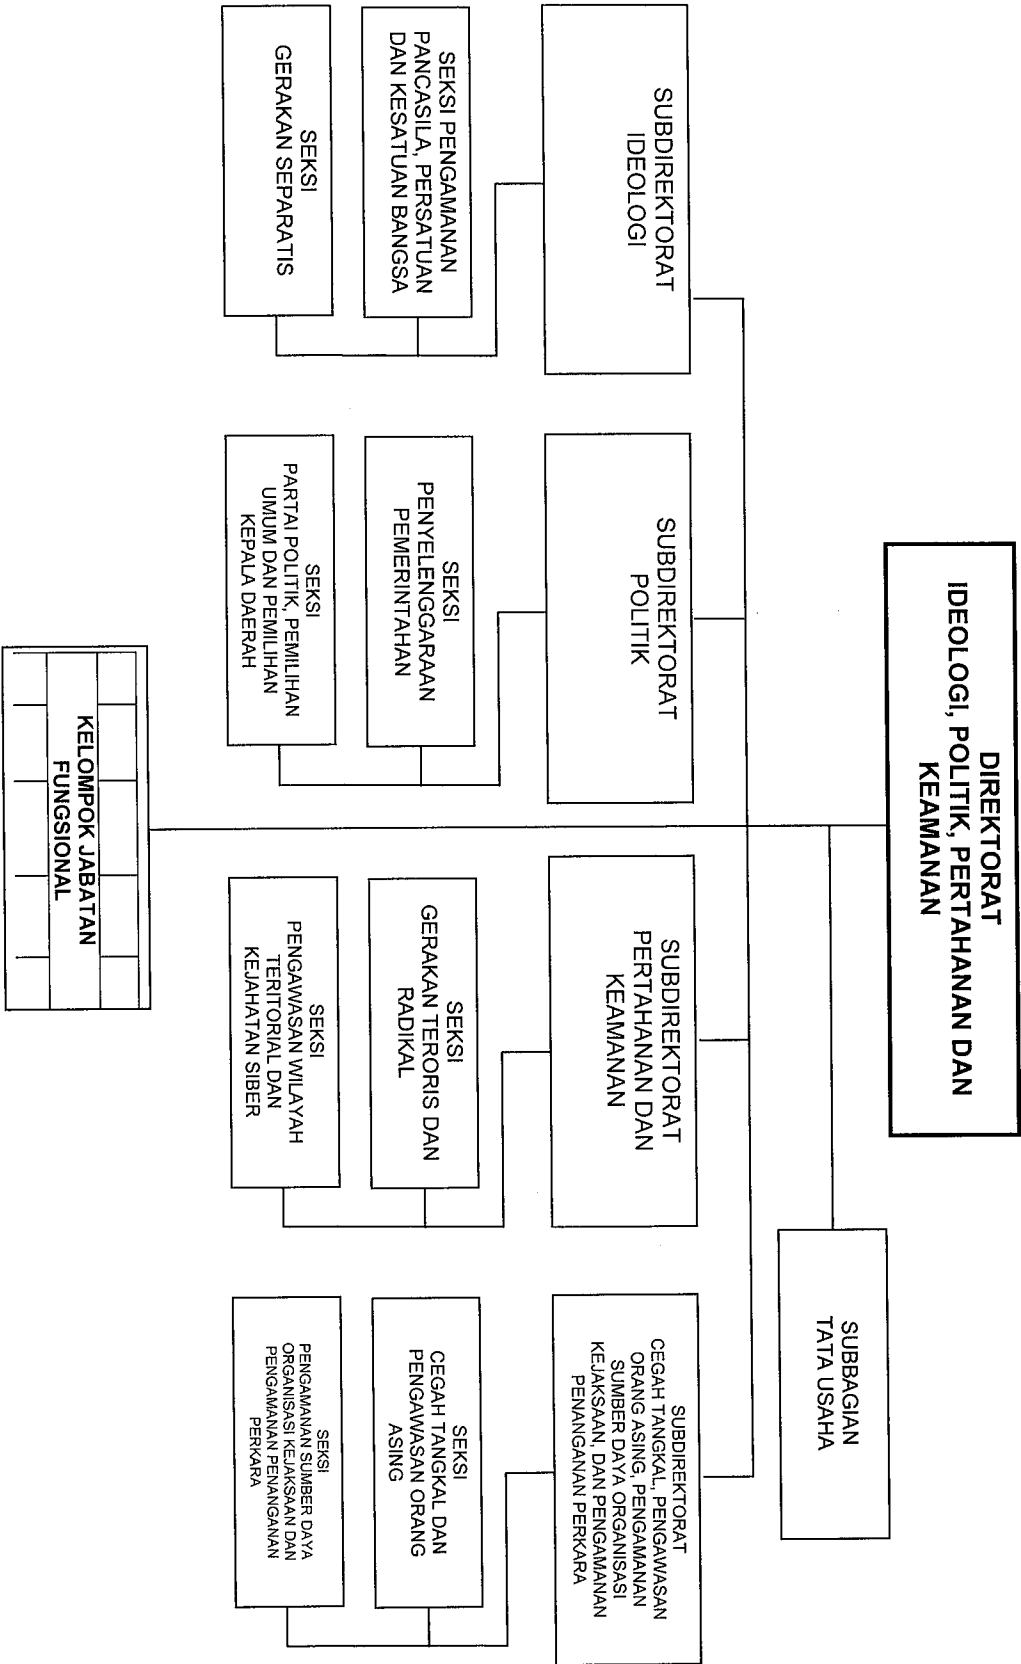 DIREKTORAT
IDEOLOGI, POLITIK, PERTAHANAN DAN
KEAMANAN
SUBBAGIAN
TATA USAHA
SUBDIREKTORAT
IDEOLOGI
SUBDIREKTORAT
POLITIK
SUBDIREKTORAT
PERTAHANAN DAN
KEAMANAN
SUBDIREKTORAT
CEGAH TANGKAL, PENGAWASAN
ORANG ASING, PENGAMANAN
SUMBER DAYA ORGANISASI
KEJAKSAAN, DAN PENGAMANAN
PENANGANAN PERKARA
SEKSI PENGAMANAN
PANCASILA, PERSATUAN
DAN KESATUAN BANGSA
SEKSI
PENYELENGGARAAN
PEMERINTAHAN
SEKSI
GERAKAN TERORIS DAN
RADIKAL
SEKSI
CEGAH TANGKAL DAN
PENGAWASAN ORANG
ASING
SEKSI
GERAKAN SEPARATIS
SEKSI
PARTAI POLITIK, PEMILIHAN
UMUM DAN PEMILIHAN
KEPALA DAERAH
SEKSI
PENGAWASAN WILAYAH
TERITORIAL DAN
KEJAHATAN SIBER
SEKSI
PENGAMANAN SUMBER DAYA
ORGANISASI KEJAKSAAN DAN
PENGAMANAN PENANGANAN
PERKARA
KELOMPOK JABATAN
FUNGSIONAL